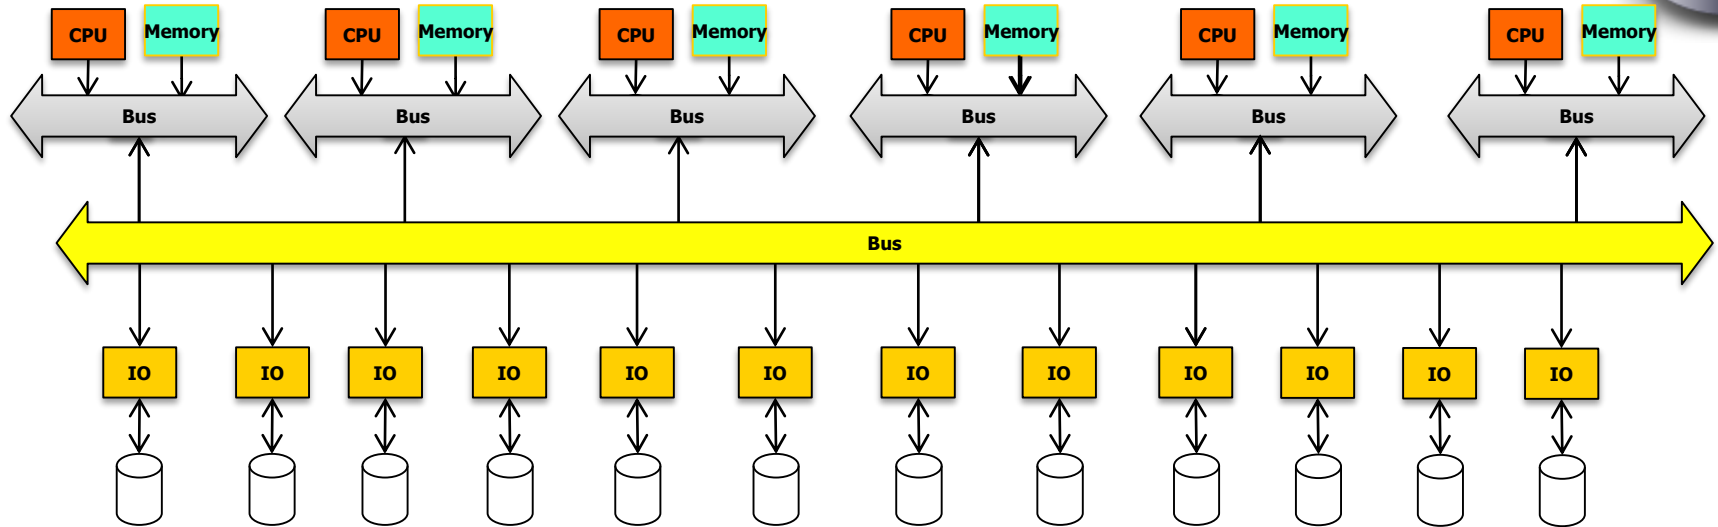 CPU Memory CPU Memory CPU Memory CPU Memory CPU Memory CPU Memory
Bus Bus Bus Bus Bus Bus
Bus
IO IO IO IO IO IO IO IO IO IO IO IO